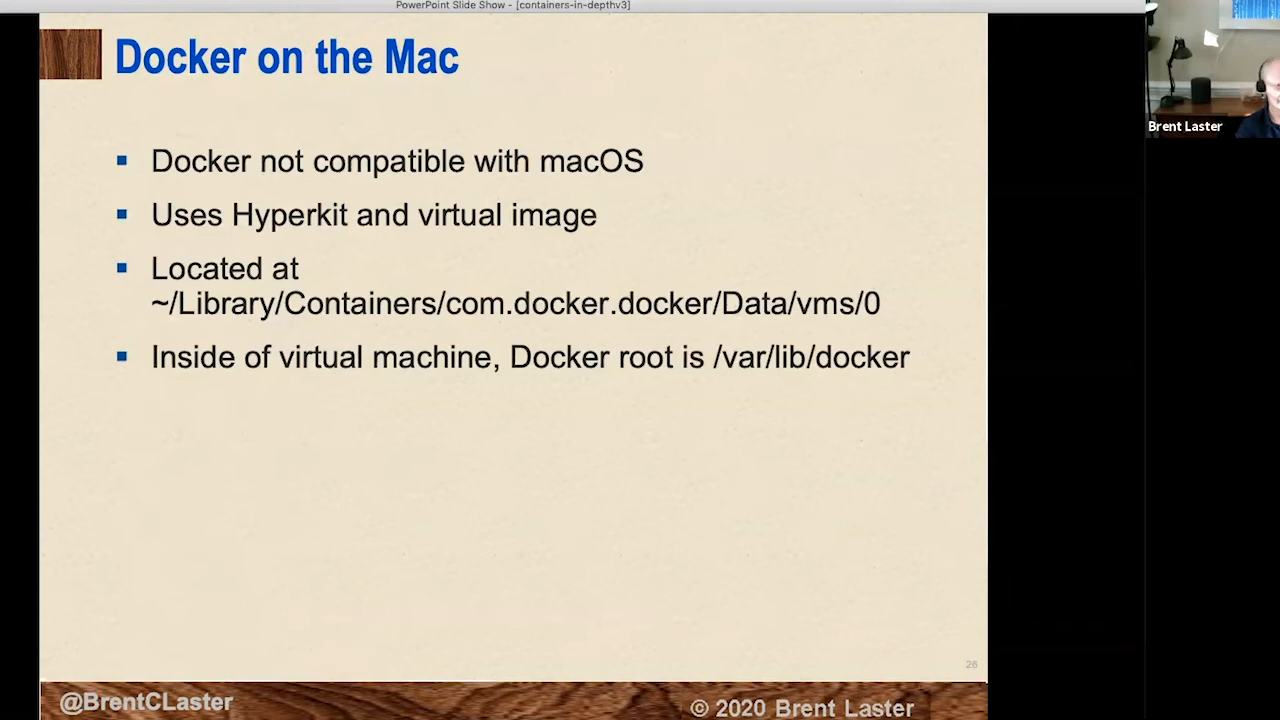 PowerPoint Slide Show - [containers-in-depthv3]
Docker on the Mac
Docker not compatible with macOS
Uses Hyperkit and virtual image
Located at
~/Library/Containers/com.docker.docker/Data/vms/0
Inside of virtual machine, Docker root is /var/lib/docker
26
@BrentCLaster
© 2020 Brent Laster
Brent Laster